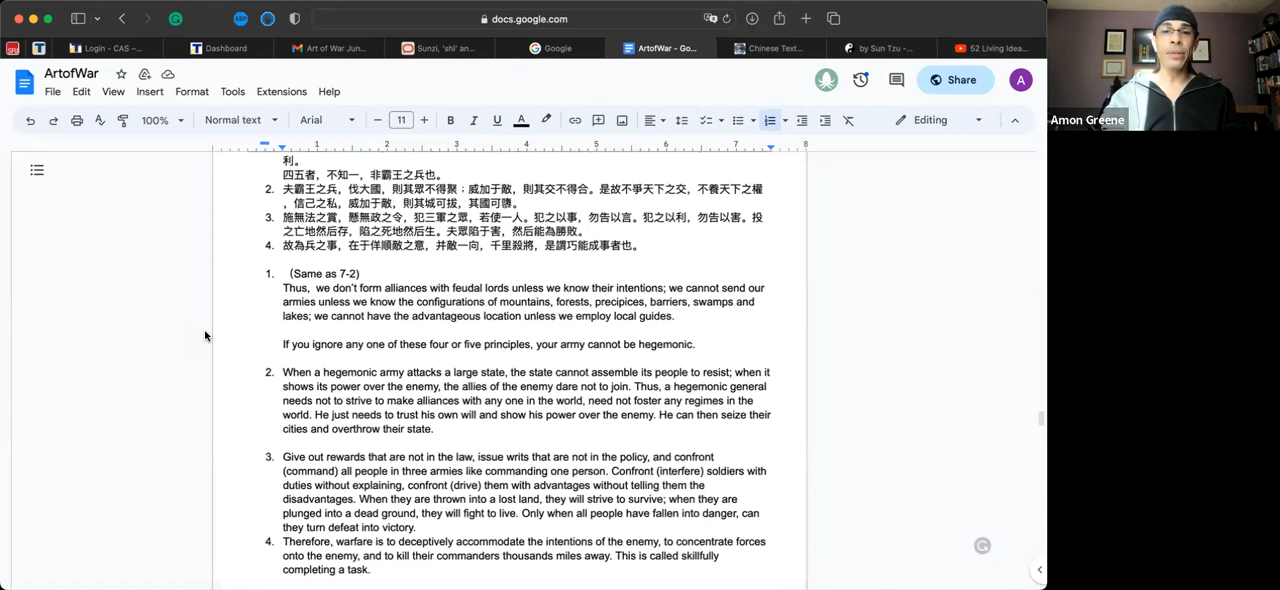 docs.google.com
Login - CAS –...
Dashboard
Art of War Jun...
Sunzi, 'shi' an...
Google
ArtofWar - Go...
Chinese Text...
by Sun Tzu -...
52 Living Idea...
ArtofWar
File Edit View Insert Format Tools Extensions Help
Share
A
Amon Greene
100% Normal text Arial 11 Editing
1 2 3 4 5 6 7 8
利。
四五者，不知一，非霸王之兵也。
2. 夫霸王之兵，伐大國，則其眾不得聚；威加于敵，則其交不得合。是故不爭天下之交，不養天下之權
，信己之私，威加于敵，則其城可拔，其國可隳。
3. 施無法之賞，懸無政之令，犯三軍之眾，若使一人。犯之以事，勿告以言。犯之以利，勿告以害。投
之亡地然后存，陷之死地然后生。夫眾陷于害，然后能為勝敗。
4. 故為兵之事，在于佯順敵之意，并敵一向，千里殺將，是謂巧能成事者也。
1. （Same as 7-2)
Thus, we don't form alliances with feudal lords unless we know their intentions; we cannot send our
armies unless we know the configurations of mountains, forests, precipices, barriers, swamps and
lakes; we cannot have the advantageous location unless we employ local guides.
If you ignore any one of these four or five principles, your army cannot be hegemonic.
2. When a hegemonic army attacks a large state, the state cannot assemble its people to resist; when it
shows its power over the enemy, the allies of the enemy dare not to join. Thus, a hegemonic general
needs not to strive to make alliances with any one in the world, need not foster any regimes in the
world. He just needs to trust his own will and show his power over the enemy. He can then seize their
cities and overthrow their state.
3. Give out rewards that are not in the law, issue writs that are not in the policy, and confront
(command) all people in three armies like commanding one person. Confront (interfere) soldiers with
duties without explaining, confront (drive) them with advantages without telling them the
disadvantages. When they are thrown into a lost land, they will strive to survive; when they are
plunged into a dead ground, they will fight to live. Only when all people have fallen into danger, can
they turn defeat into victory.
4. Therefore, warfare is to deceptively accommodate the intentions of the enemy, to concentrate forces
onto the enemy, and to kill their commanders thousands miles away. This is called skillfully
completing a task.